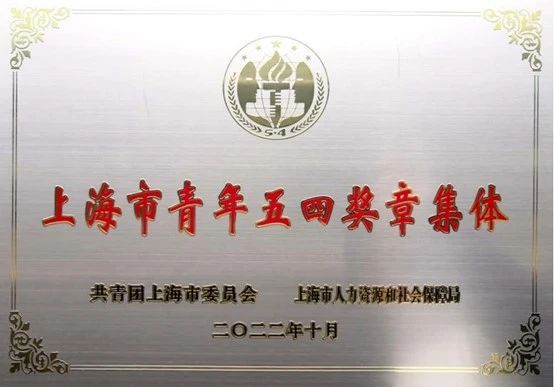 5·4
上海市青年五四奖章集体
共青团上海市委员会 上海市人力资源和社会保障局
二〇二二年十月